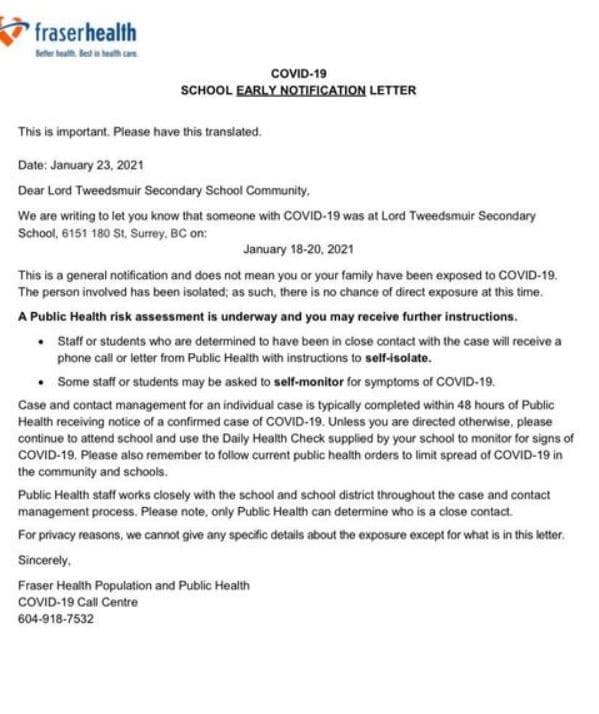 fraserhealth
Better health. Best in health care.
COVID-19
SCHOOL EARLY NOTIFICATION LETTER
This is important. Please have this translated.
Date: January 23, 2021
Dear Lord Tweedsmuir Secondary School Community,
We are writing to let you know that someone with COVID-19 was at Lord Tweedsmuir Secondary
School, 6151 180 St, Surrey, BC on:
January 18-20, 2021
This is a general notification and does not mean you or your family have been exposed to COVID-19.
The person involved has been isolated; as such, there is no chance of direct exposure at this time.
A Public Health risk assessment is underway and you may receive further instructions.
• Staff or students who are determined to have been in close contact with the case will receive a
phone call or letter from Public Health with instructions to self-isolate.
• Some staff or students may be asked to self-monitor for symptoms of COVID-19.
Case and contact management for an individual case is typically completed within 48 hours of Public
Health receiving notice of a confirmed case of COVID-19. Unless you are directed otherwise, please
continue to attend school and use the Daily Health Check supplied by your school to monitor for signs of
COVID-19. Please also remember to follow current public health orders to limit spread of COVID-19 in
the community and schools.
Public Health staff works closely with the school and school district throughout the case and contact
management process. Please note, only Public Health can determine who is a close contact.
For privacy reasons, we cannot give any specific details about the exposure except for what is in this letter.
Sincerely,
Fraser Health Population and Public Health
COVID-19 Call Centre
604-918-7532